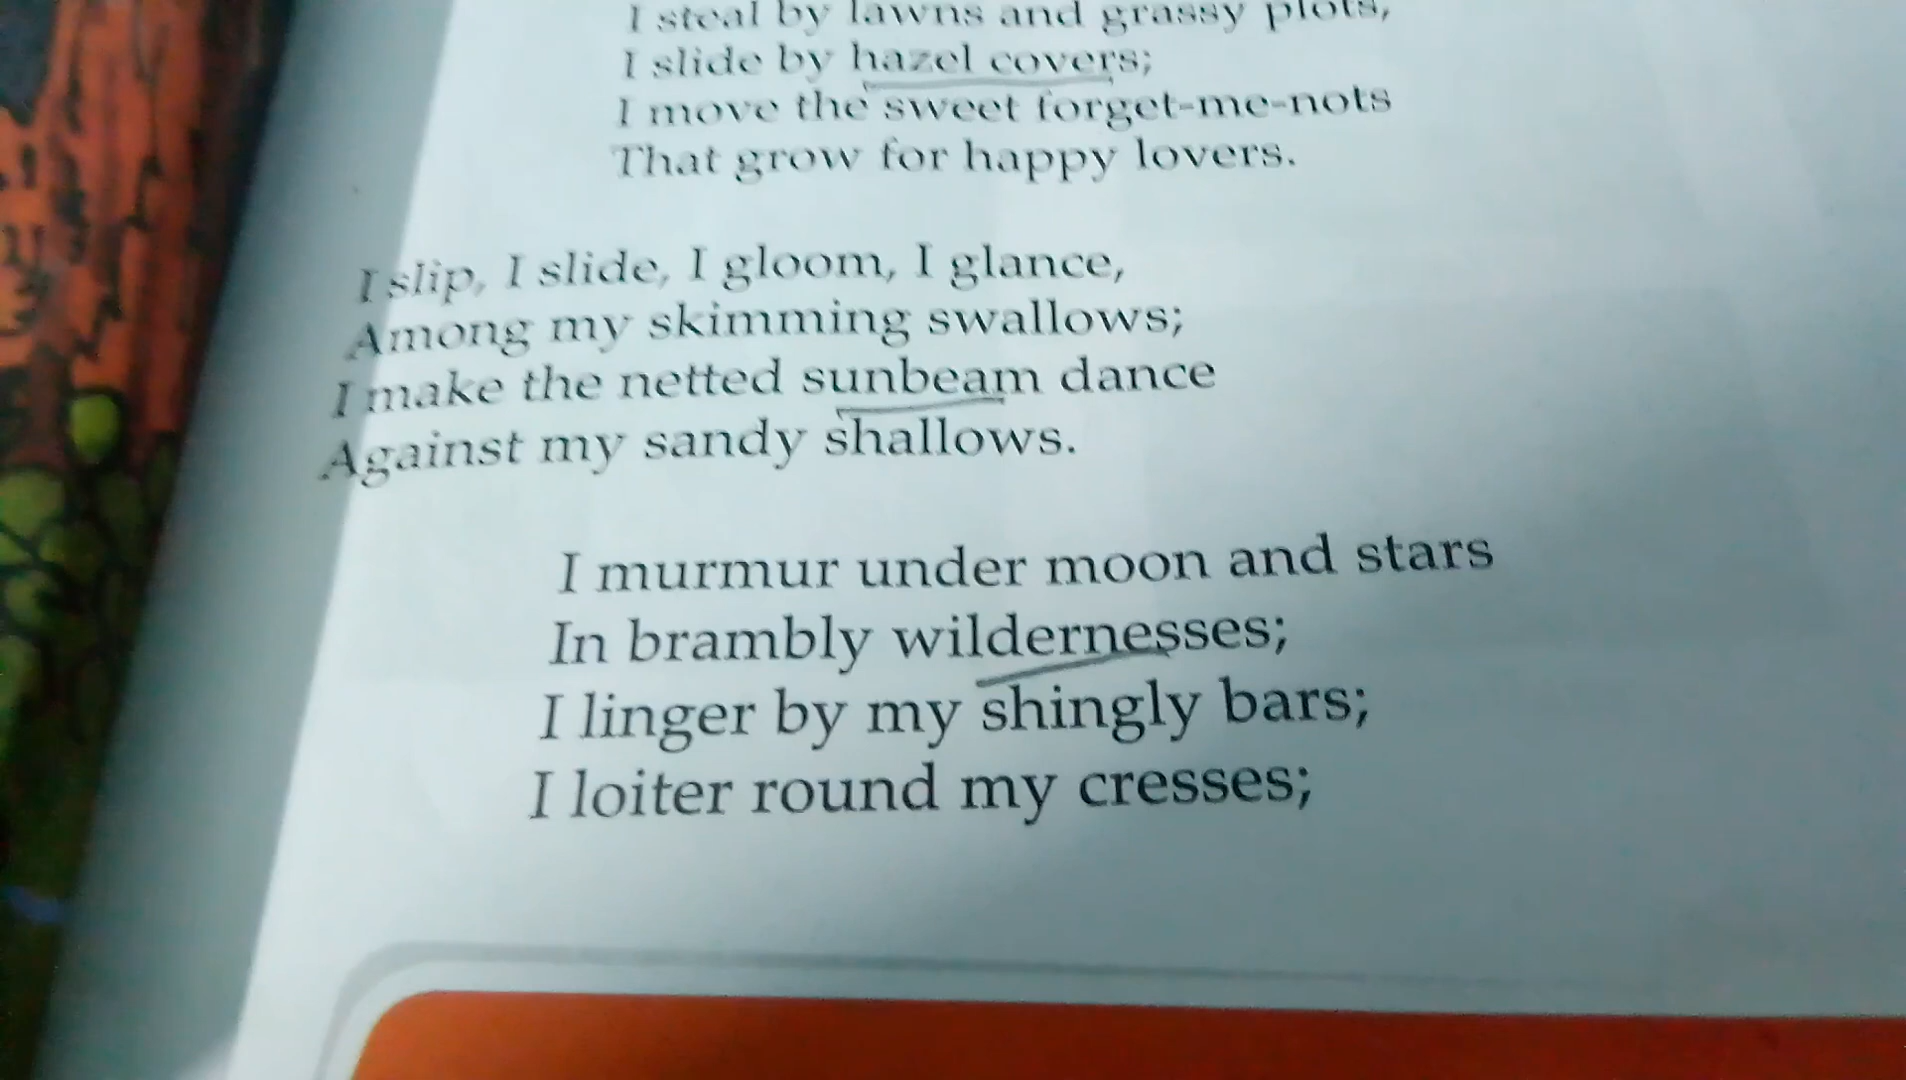 I steal by lawns and grassy plots,
I slide by hazel covers;
I move the sweet forget-me-nots
That grow for happy lovers.
I slip, I slide, I gloom, I glance,
Among my skimming swallows;
I make the netted sunbeam dance
Against my sandy shallows.
I murmur under moon and stars
In brambly wildernesses;
I linger by my shingly bars;
I loiter round my cresses;